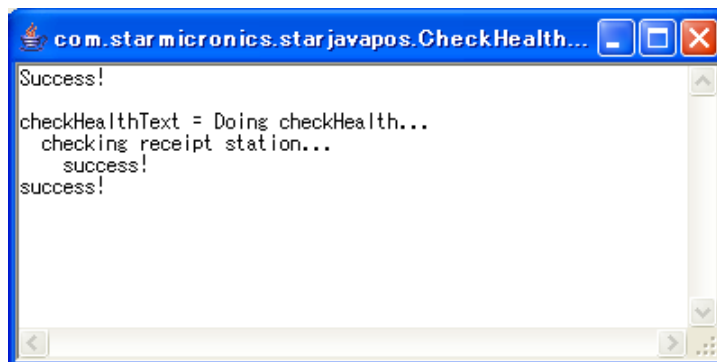 com.starmicronics.starjavapos.CheckHealth...
Success!
checkHealthText = Doing checkHealth...
checking receipt station...
success!
success!